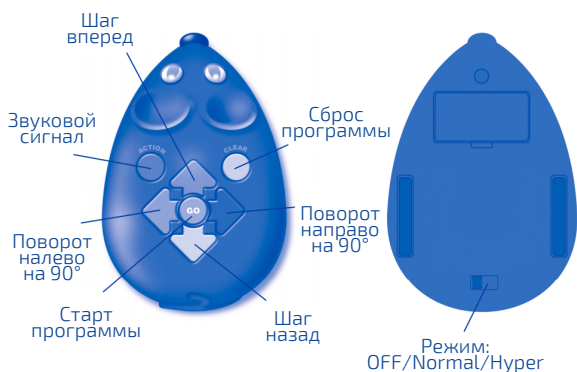 Шаг
вперед
Звуковой
сигнал
Сброс
программы
ACTION
CLEAR
GO
Поворот
налево
на 90°
Поворот
направо
на 90°
Старт
программы
Шаг
назад
Режим:
OFF/Normal/Hyper